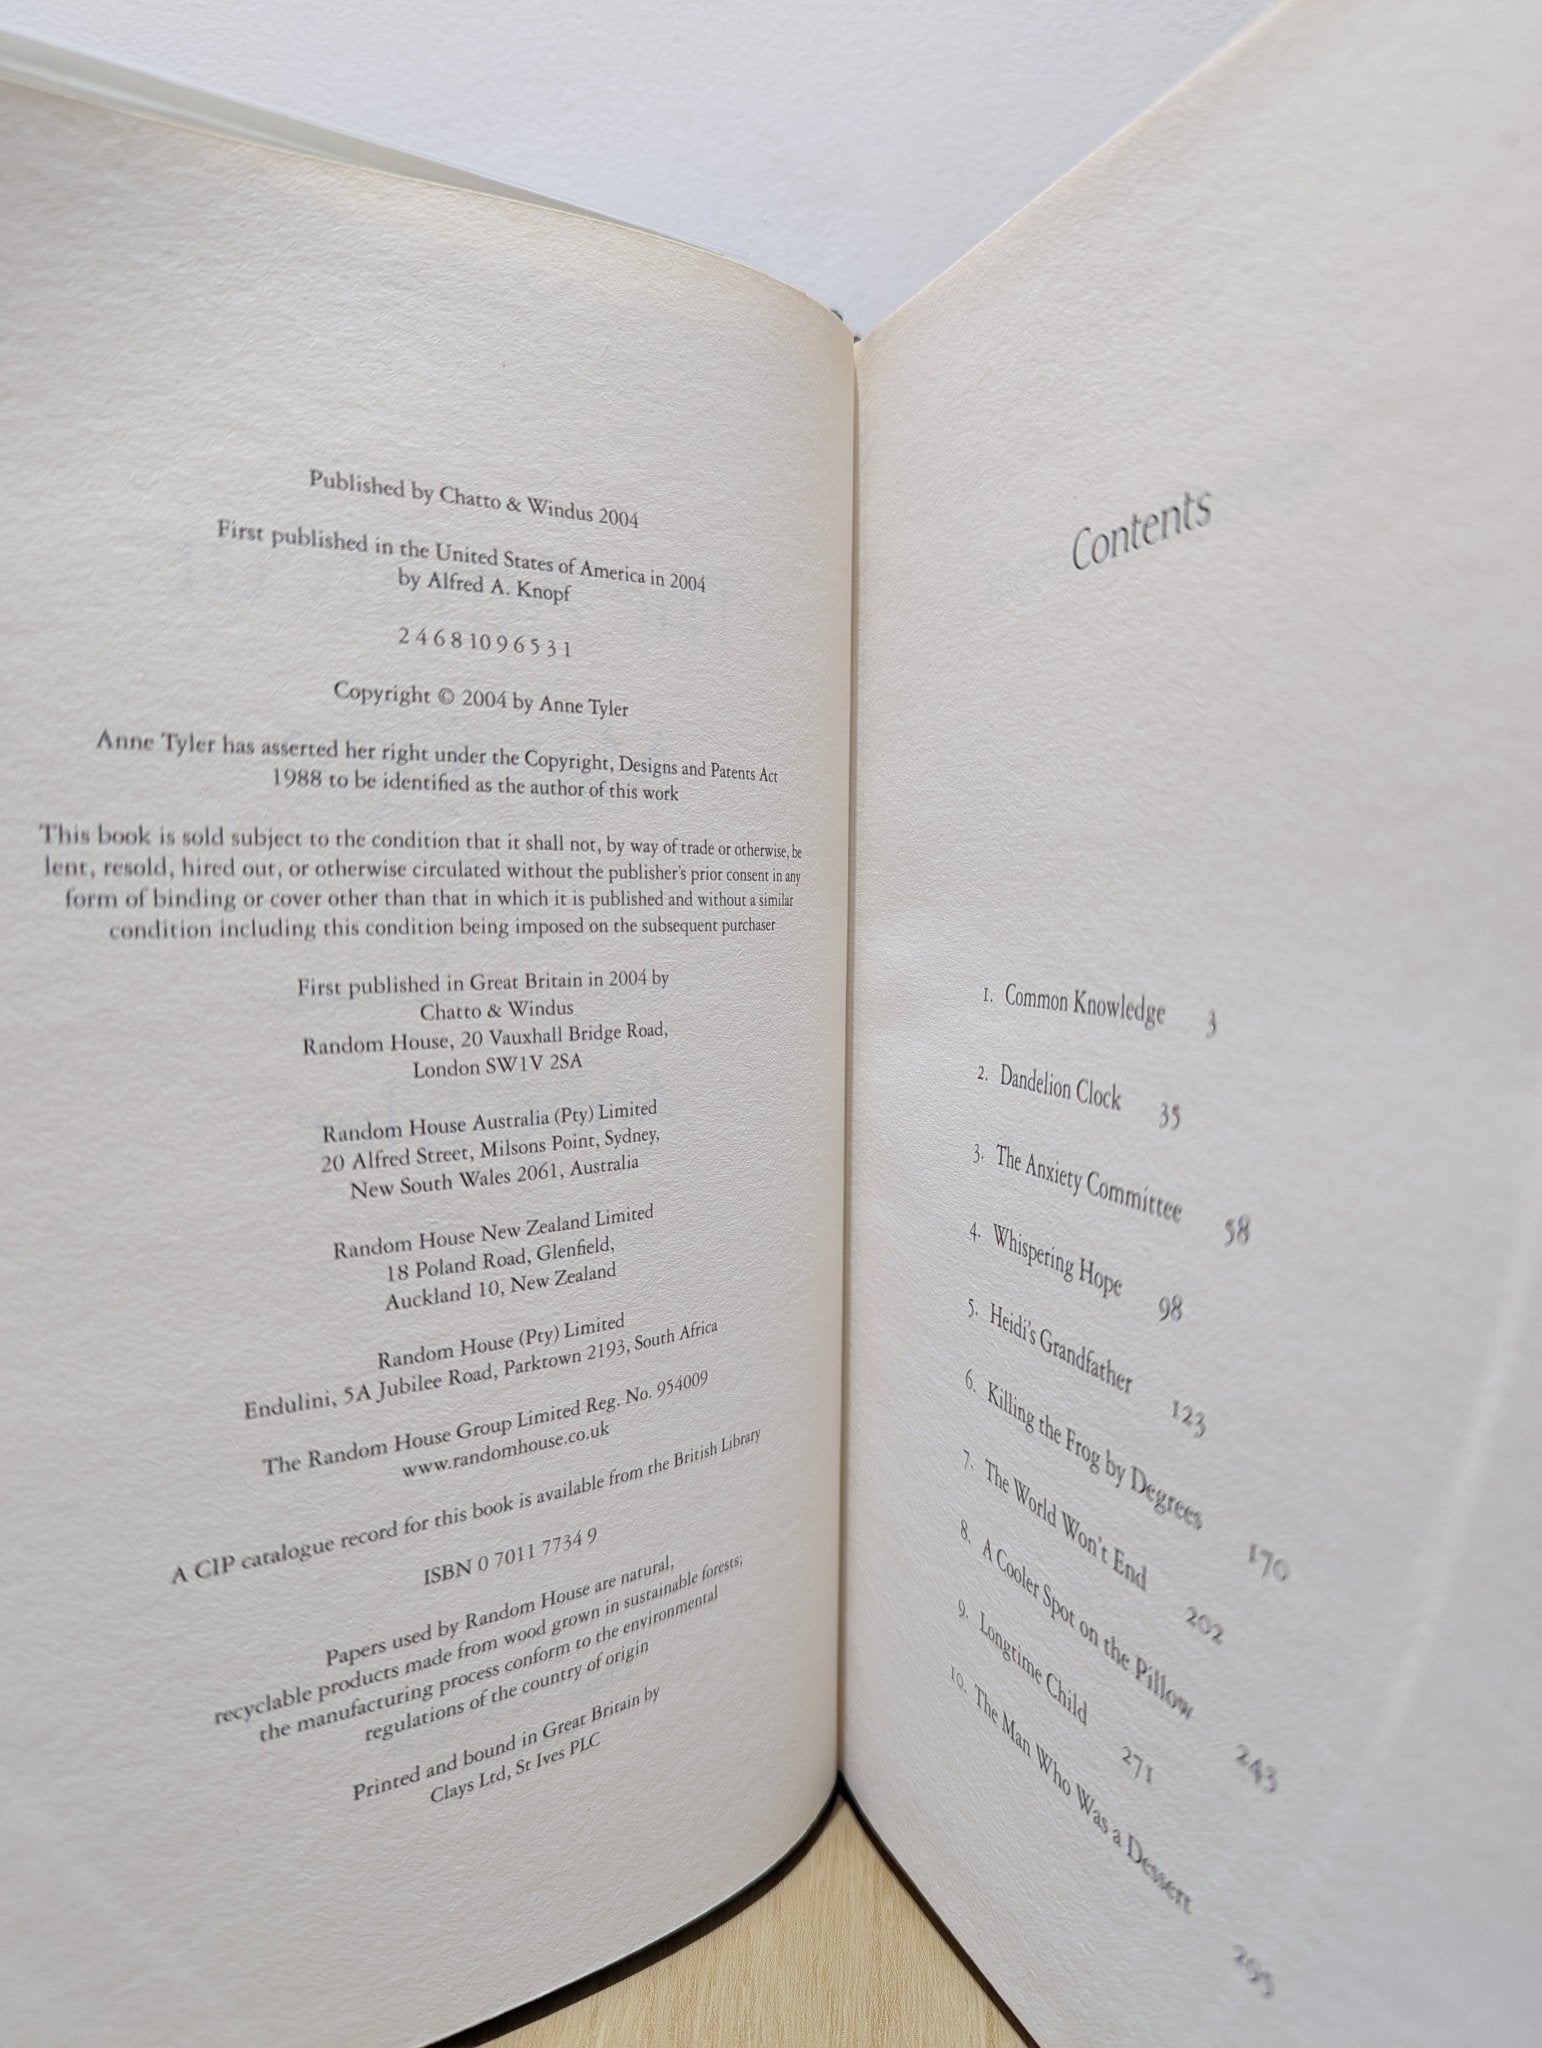 Published by Chatto & Windus 2004
First published in the United States of America in 2004
by Alfred A. Knopf
2 4 6 8 10 9 6 5 3 1
Copyright © 2004 by Anne Tyler
Anne Tyler has asserted her right under the Copyright, Designs and Patents Act
1988 to be identified as the author of this work
This book is sold subject to the condition that it shall not, by way of trade or otherwise, be
lent, resold, hired out, or otherwise circulated without the publisher's prior consent in any
form of binding or cover other than that in which it is published and without a similar
condition including this condition being imposed on the subsequent purchaser
First published in Great Britain in 2004 by
Chatto & Windus
Random House, 20 Vauxhall Bridge Road,
London SW1V 2SA
Random House Australia (Pty) Limited
20 Alfred Street, Milsons Point, Sydney,
New South Wales 2061, Australia
Random House New Zealand Limited
18 Poland Road, Glenfield,
Auckland 10, New Zealand
Random House (Pty) Limited
Endulini, 5A Jubilee Road, Parktown 2193, South Africa
The Random House Group Limited Reg. No. 954009
www.randomhouse.co.uk
A CIP catalogue record for this book is available from the British Library
ISBN 0 7011 7734 9
Papers used by Random House are natural,
recyclable products made from wood grown in sustainable forests;
the manufacturing process conform to the environmental
regulations of the country of origin
Printed and bound in Great Britain by
Clays Ltd, St Ives PLC
Contents
1. Common Knowledge 3
2. Dandelion Clock 35
3. The Anxiety Committee 58
4. Whispering Hope 98
5. Heidi's Grandfather 123
6. Killing the Frog by Degrees 170
7. The World Won't End 202
8. A Cooler Spot on the Pillow 243
9. Longtime Child 271
10. The Man Who Was a Dessert 295